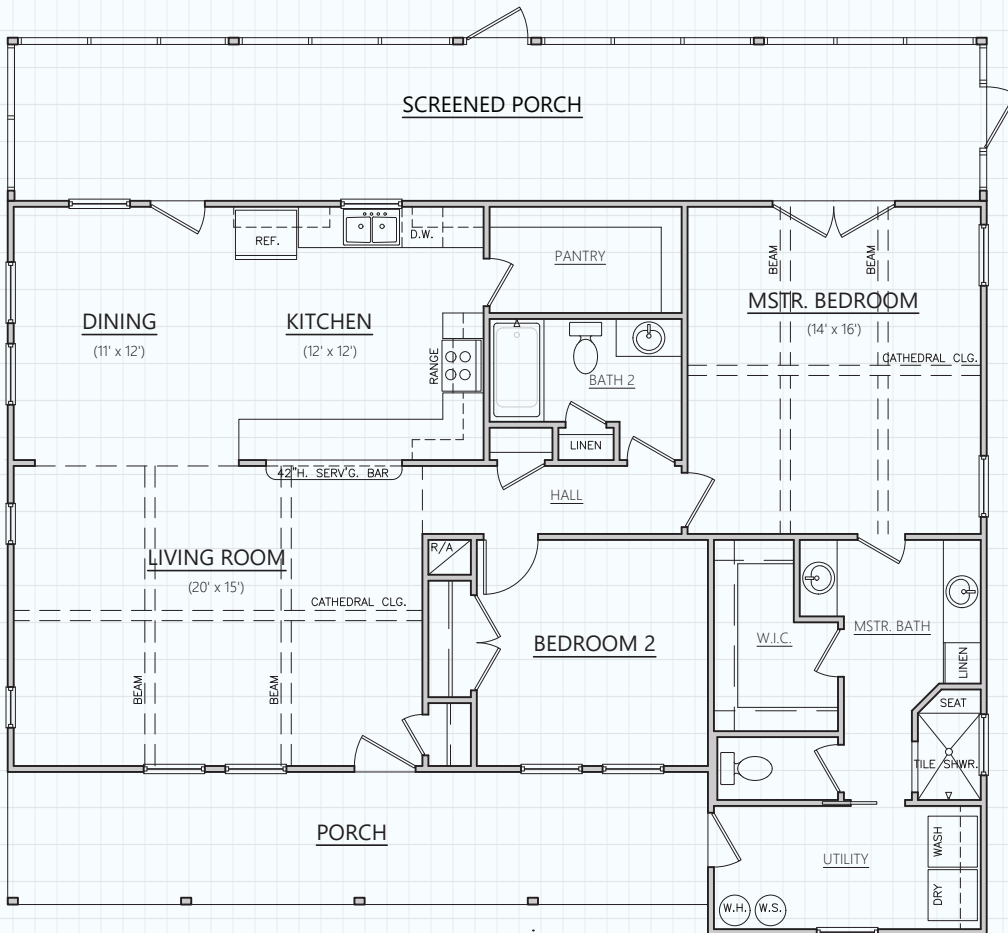 SCREENED PORCH
REF.
D.W.
PANTRY
BEAM
BEAM
MSTR. BEDROOM
(14' x 16')
DINING
(11' x 12')
KITCHEN
(12' x 12')
RANGE
CATHEDRAL CLG.
BATH 2
LINEN
42"H. SERV'G. BAR
HALL
R/A
LIVING ROOM
(20' x 15')
CATHEDRAL CLG.
BEDROOM 2
W.I.C.
MSTR. BATH
LINEN
BEAM
BEAM
SEAT
TILE SHWR.
PORCH
UTILITY
WASH
DRY
W.H.
W.S.